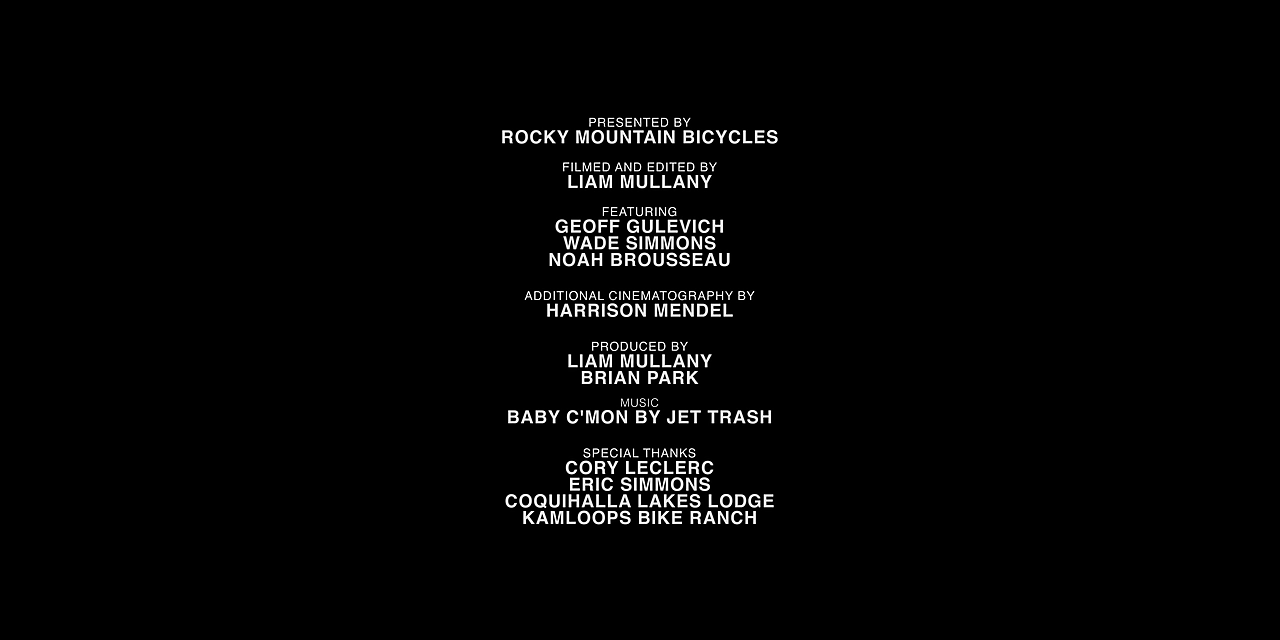 PRESENTED BY
ROCKY MOUNTAIN BICYCLES
FILMED AND EDITED BY
LIAM MULLANY
FEATURING
GEOFF GULEVICH
WADE SIMMONS
NOAH BROUSSEAU
ADDITIONAL CINEMATOGRAPHY BY
HARRISON MENDEL
PRODUCED BY
LIAM MULLANY
BRIAN PARK
MUSIC
BABY C'MON BY JET TRASH
SPECIAL THANKS
CORY LECLERC
ERIC SIMMONS
COQUIHALLA LAKES LODGE
KAMLOOPS BIKE RANCH